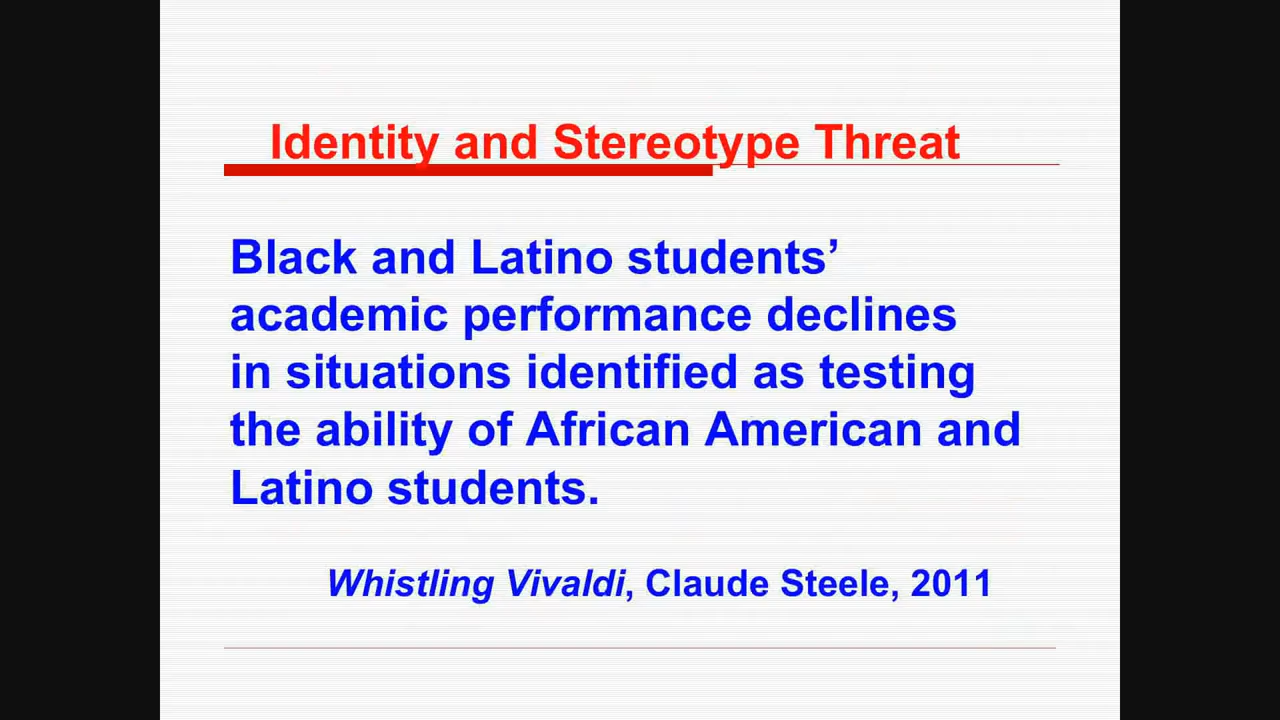 Identity and Stereotype Threat
Black and Latino students’
academic performance declines
in situations identified as testing
the ability of African American and
Latino students.
Whistling Vivaldi, Claude Steele, 2011